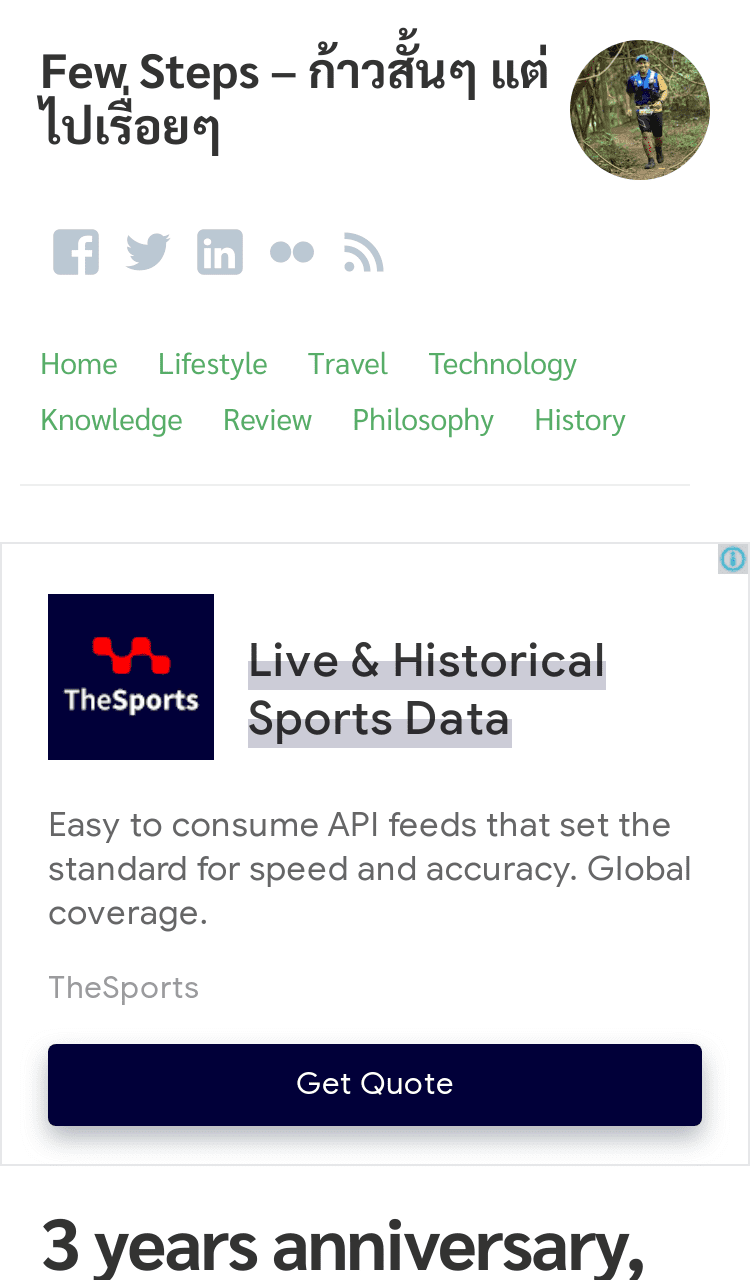 Few Steps – ก้าวสั้นๆ แต่
ไปเรื่อยๆ
Home Lifestyle Travel Technology
Knowledge Review Philosophy History
TheSports
Live & Historical
Sports Data
Easy to consume API feeds that set the
standard for speed and accuracy. Global
coverage.
TheSports
Get Quote
3 years anniversary,